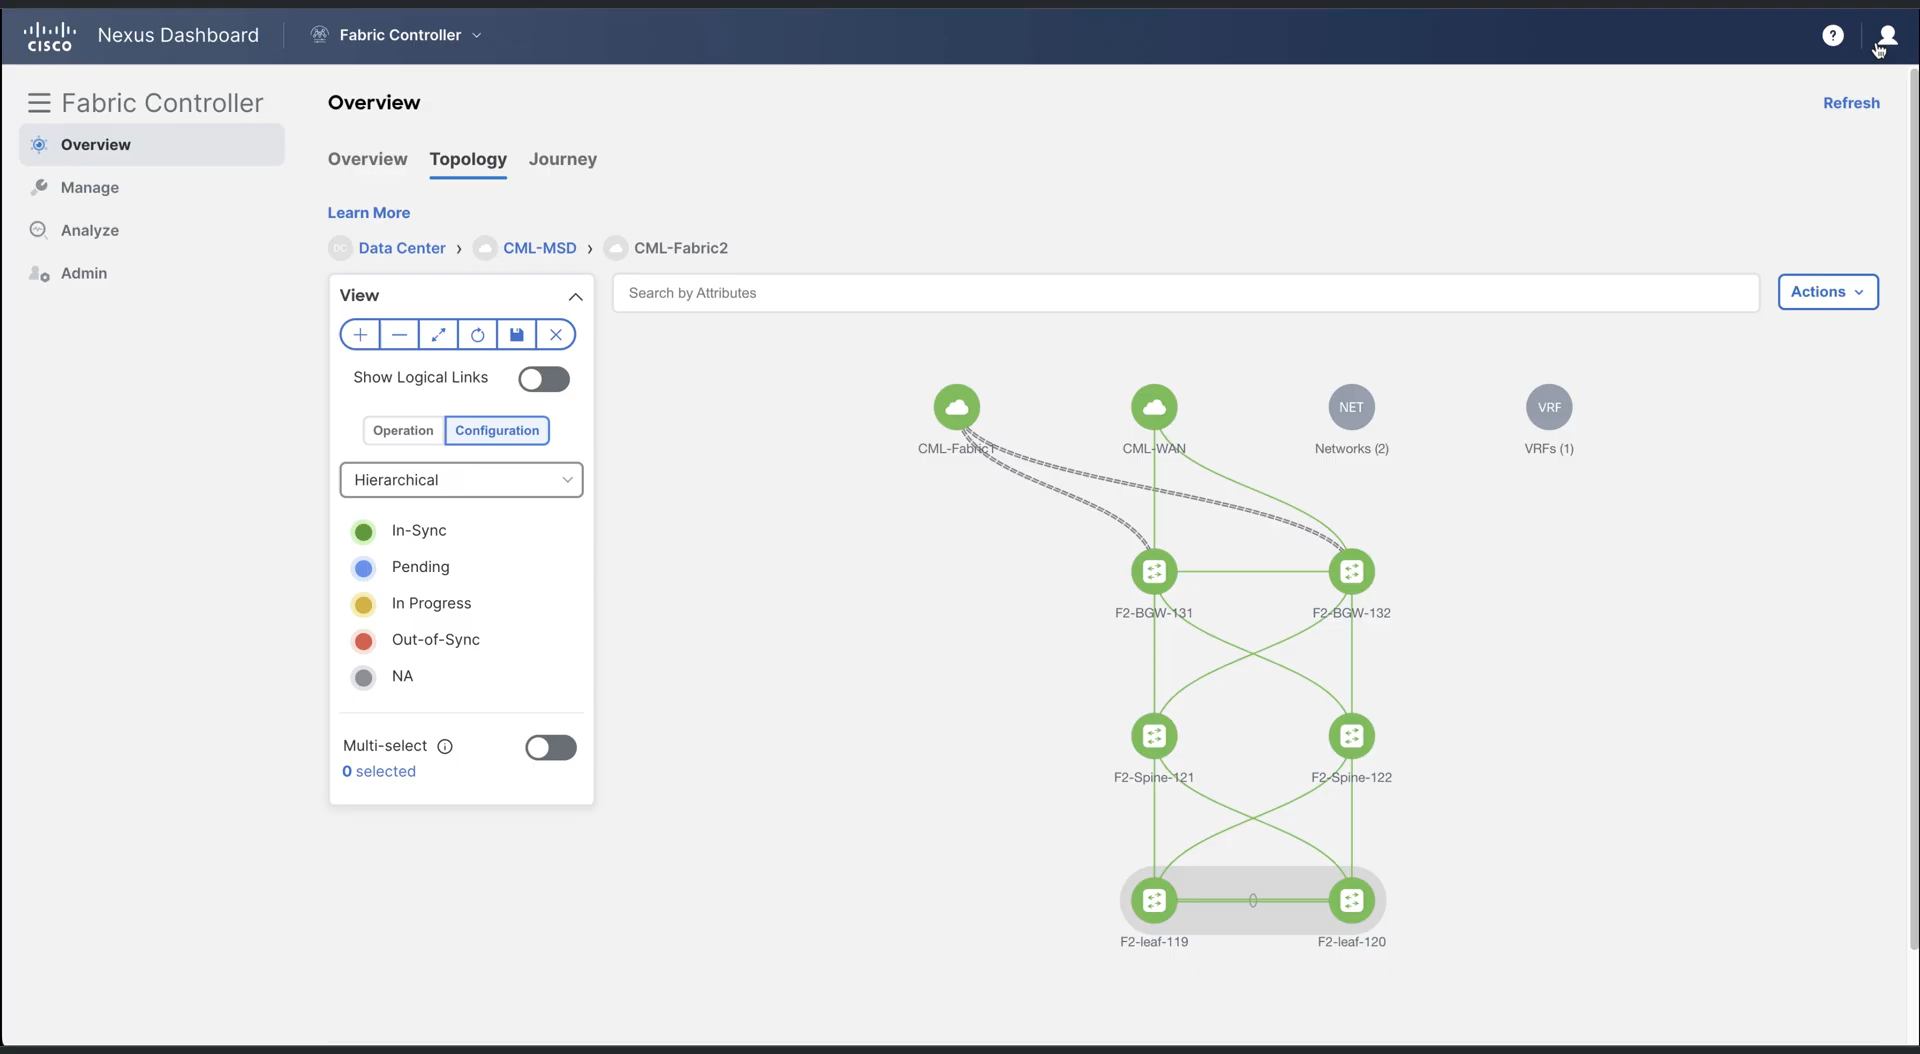 CISCO Nexus Dashboard Fabric Controller ?
Fabric Controller
Overview
Manage
Analyze
Admin
Overview
Refresh
Overview Topology Journey
Learn More
DC Data Center › CML-MSD › CML-Fabric2
View
Search by Attributes
Actions
Show Logical Links
Operation Configuration
Hierarchical
In-Sync
Pending
In Progress
Out-of-Sync
NA
Multi-select
0 selected
NET VRF
CML-Fabric1 CML-WAN Networks (2) VRFs (1)
F2-BGW-131 F2-BGW-132
F2-Spine-121 F2-Spine-122
F2-leaf-119 F2-leaf-120